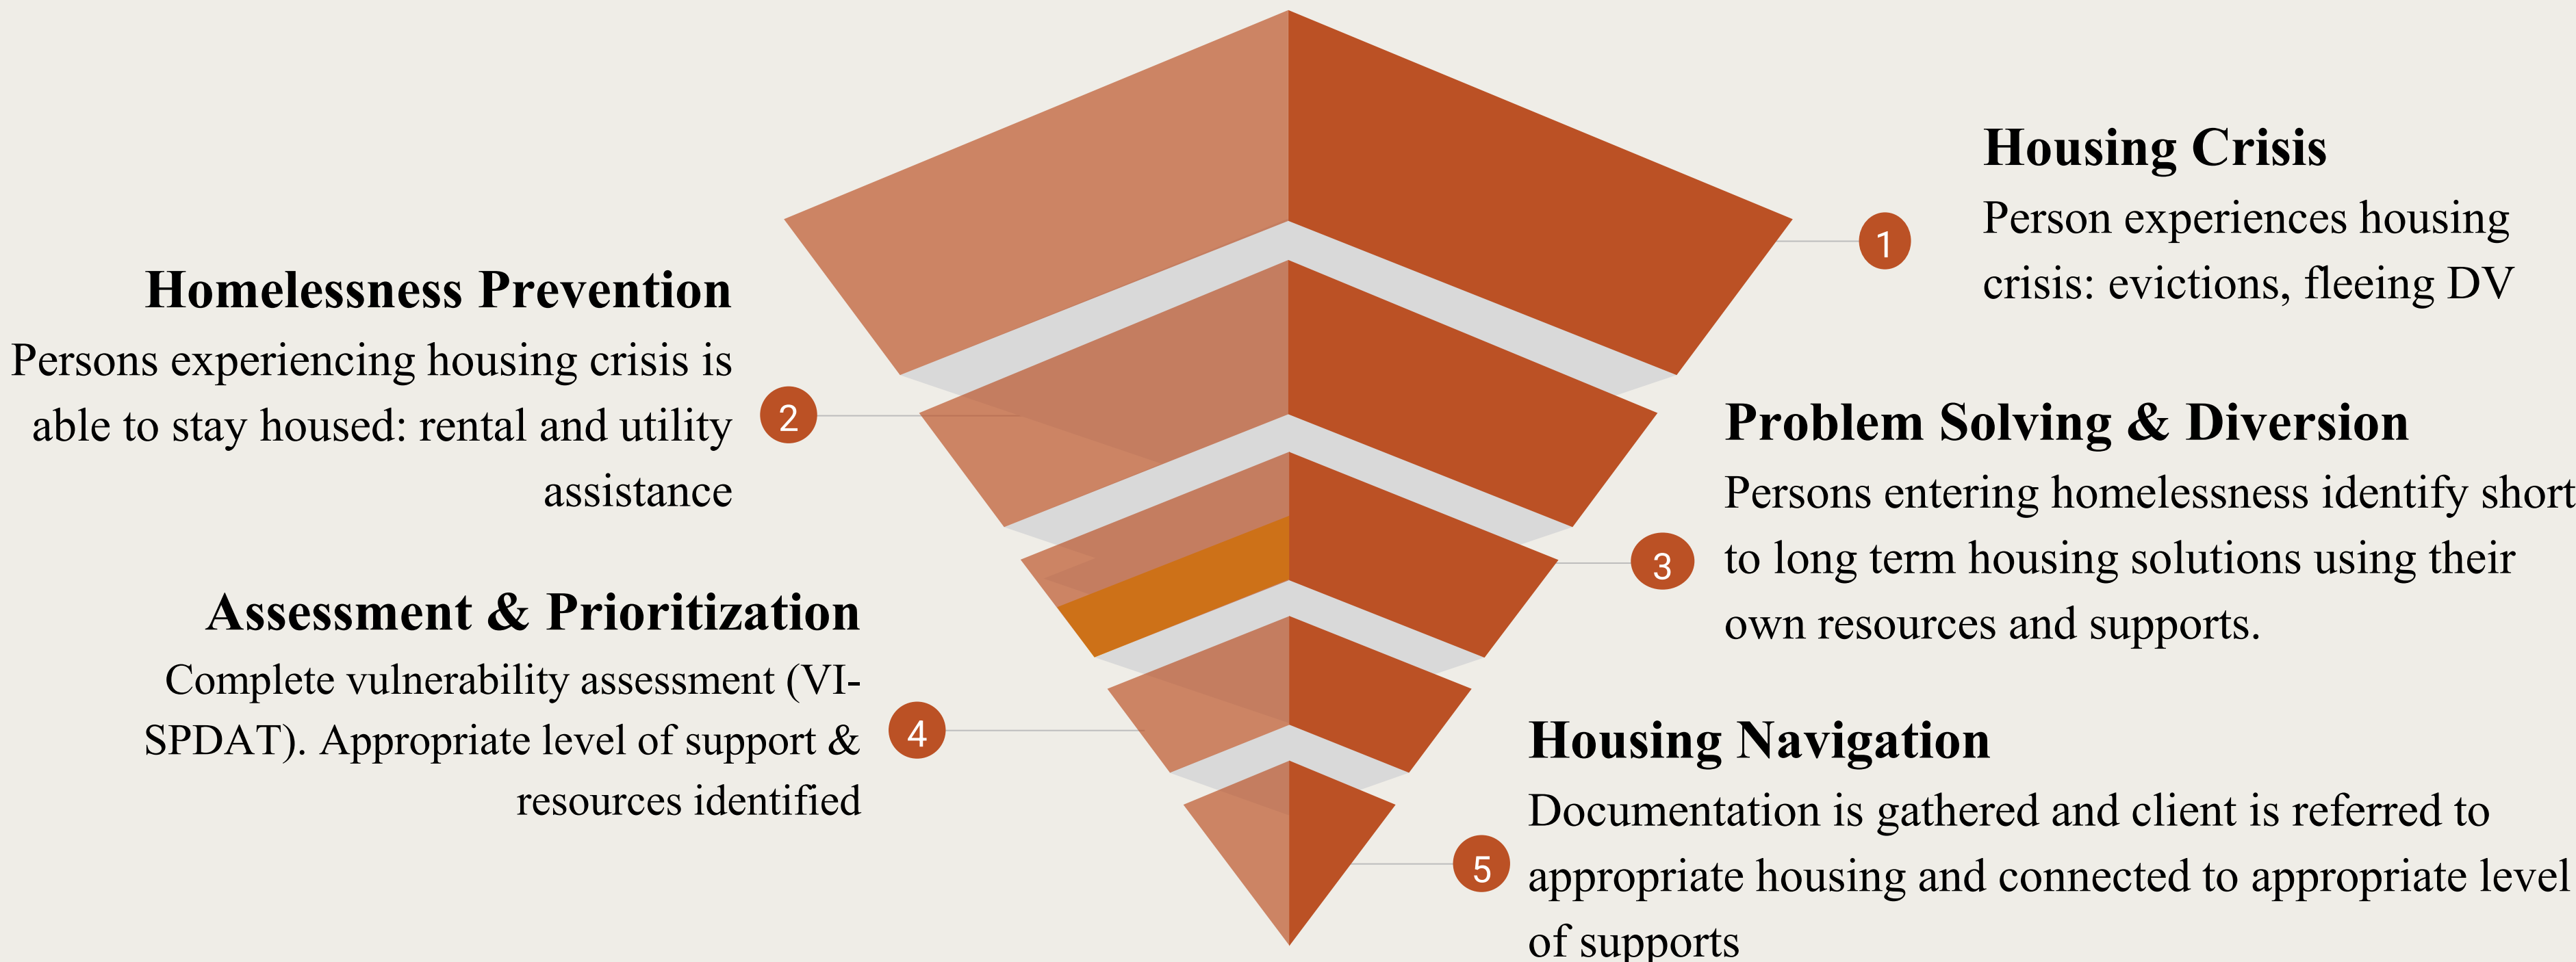 1
Housing Crisis
Person experiences housing
crisis: evictions, fleeing DV
2
Homelessness Prevention
Persons experiencing housing crisis is
able to stay housed: rental and utility
assistance
3
Problem Solving & Diversion
Persons entering homelessness identify short
to long term housing solutions using their
own resources and supports.
4
Assessment & Prioritization
Complete vulnerability assessment (VI-
SPDAT). Appropriate level of support &
resources identified
5
Housing Navigation
Documentation is gathered and client is referred to
appropriate housing and connected to appropriate level
of supports